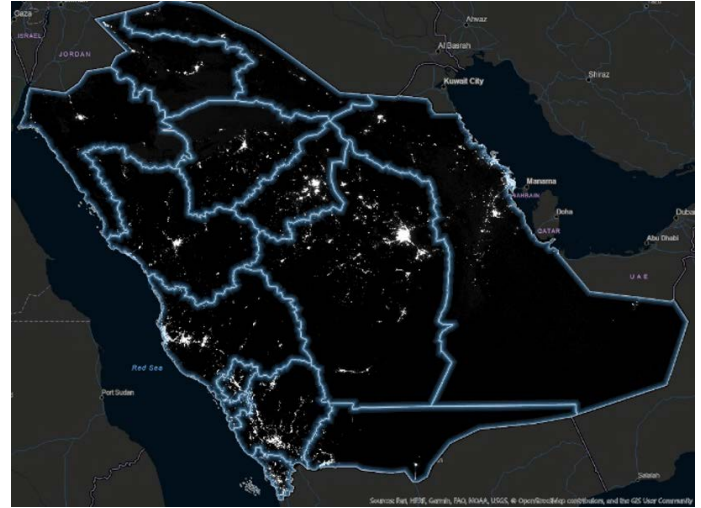 Gaza
Ahwaz
ISRAEL
JORDAN
Al Basrah
Kuwait City
Shiraz
Manama
BAHRAIN
Doha
Dubai
QATAR
Abu Dhabi
U A E
Red Sea
Port Sudan
Salalah
Sources: Esri, HERE, Garmin, FAO, NOAA, USGS, © OpenStreetMap contributors, and the GIS User Community